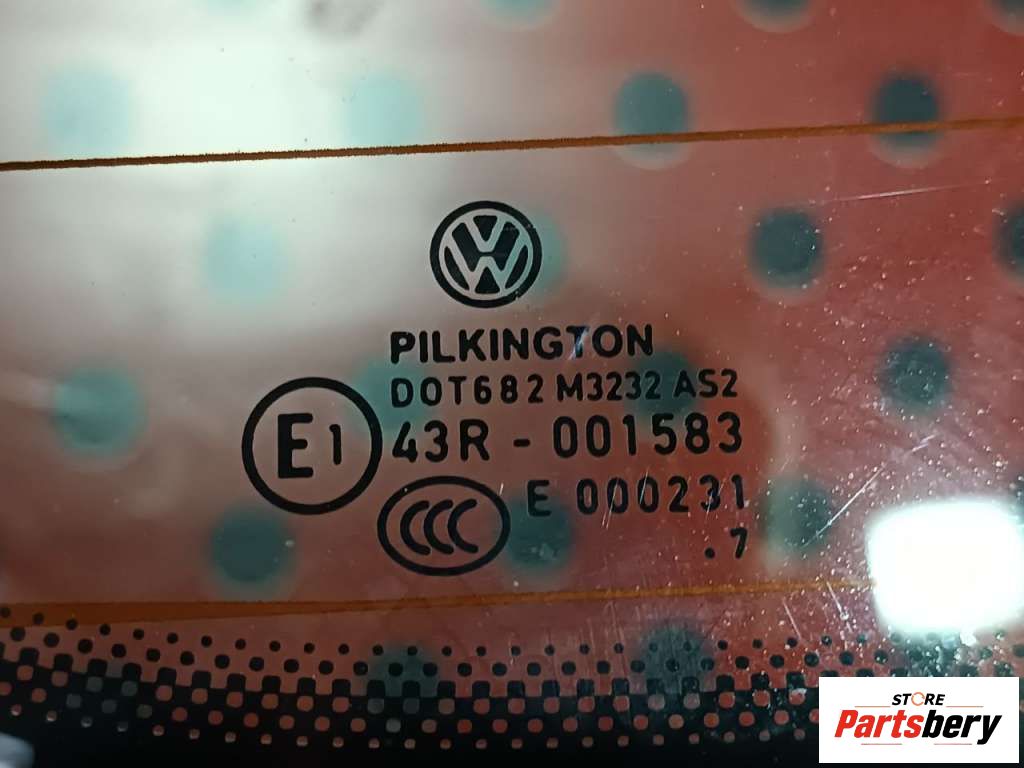 PILKINGTON
DOT682 M3232 AS2
E1 43R - 001583
CCC E 000231
. 7
STORE
Partsbery